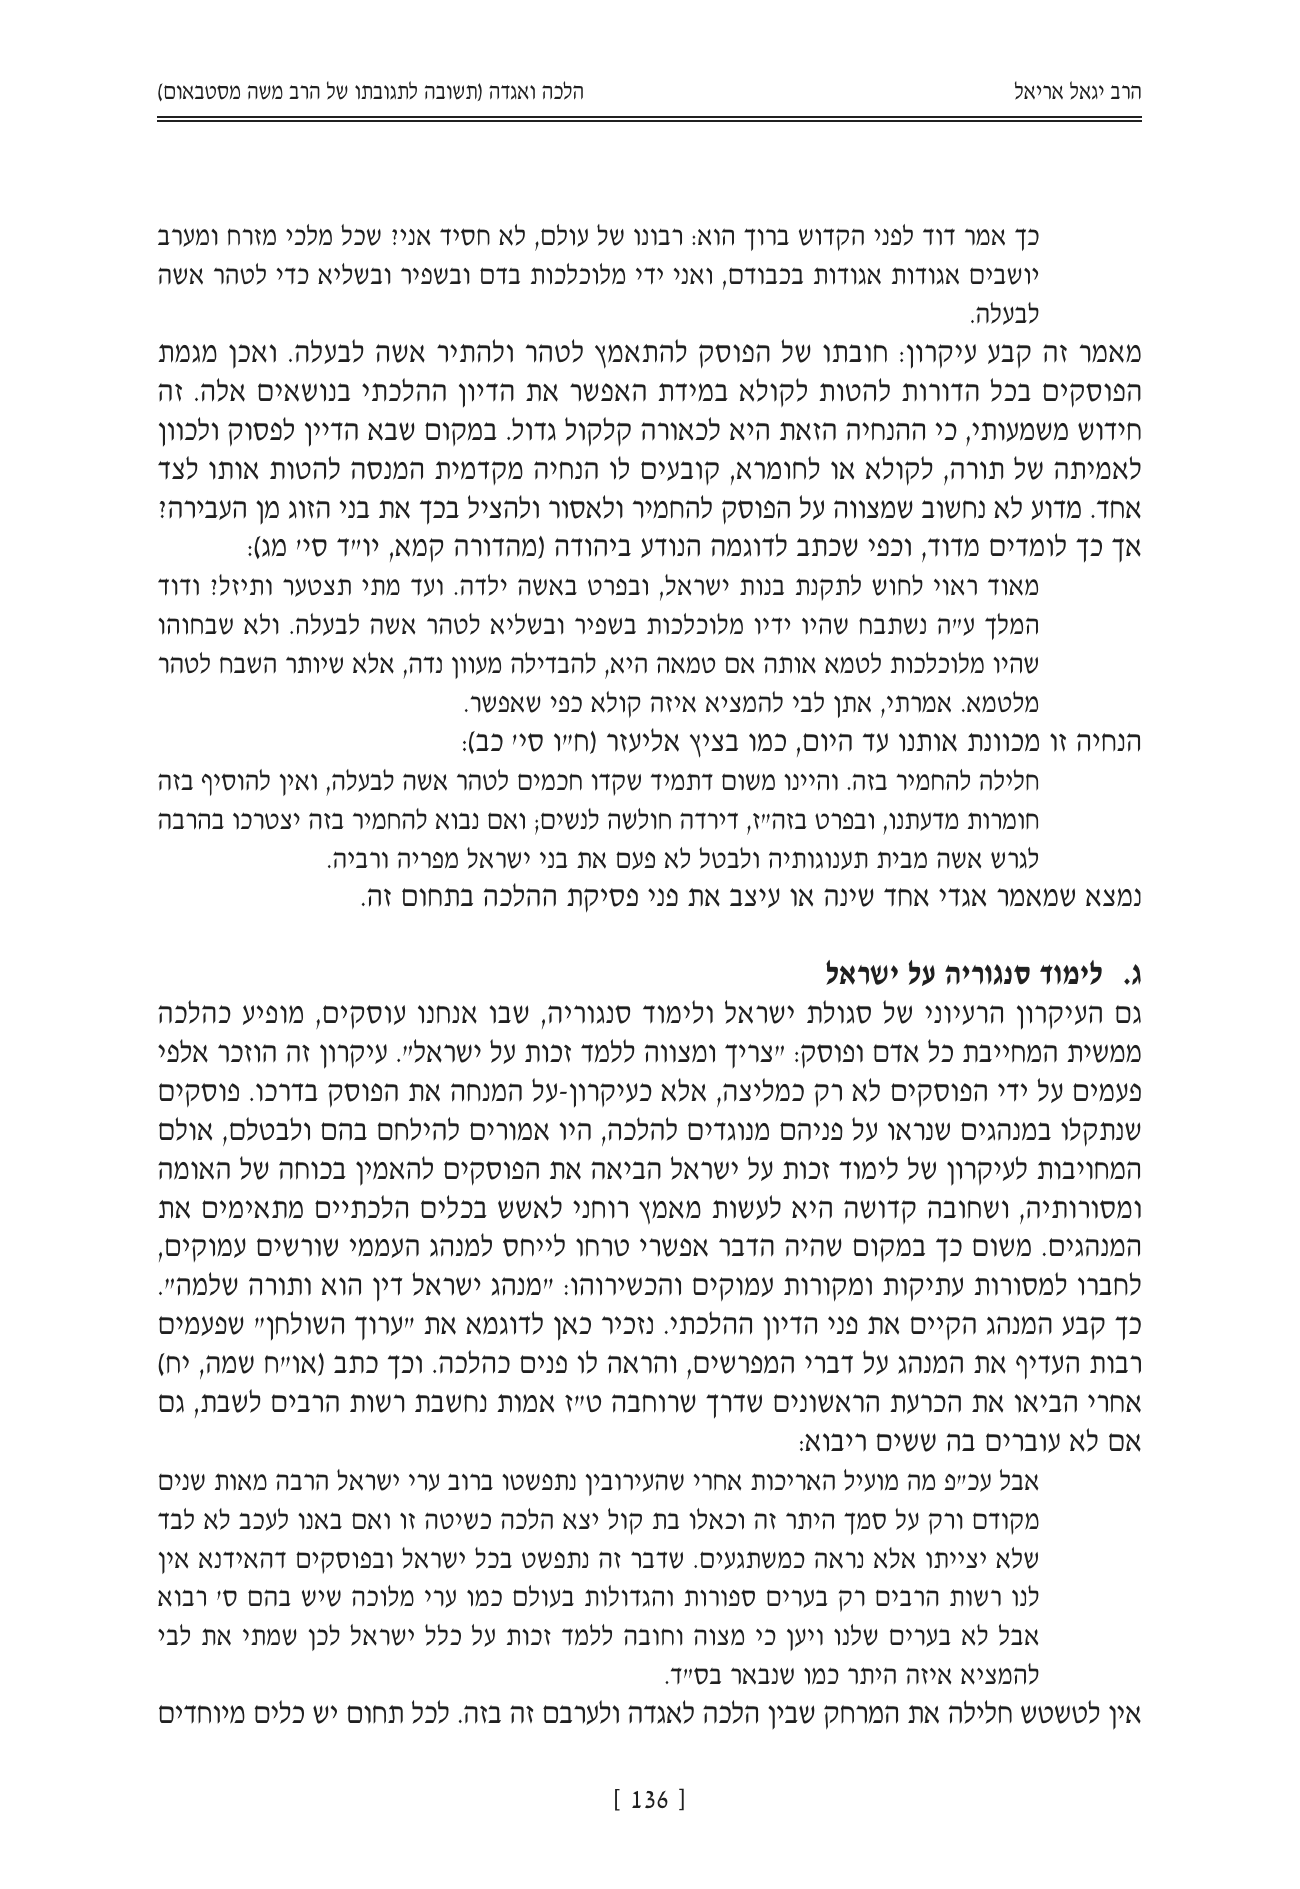 הרב יגאל אריאל
הלכה ואגדה (תשובה לתגובתו של הרב משה מסטבאום)
כך אמר דוד לפני הקדוש ברוך הוא: רבונו של עולם, לא חסיד אני? שכל מלכי מזרח ומערב
יושבים אגודות אגודות בכבודם, ואני ידי מלוכלכות בדם ובשפיר ובשליא כדי לטהר אשה
לבעלה.
מאמר זה קבע עיקרון: חובתו של הפוסק להתאמץ לטהר ולהתיר אשה לבעלה. ואכן מגמת
הפוסקים בכל הדורות להטות לקולא במידת האפשר את הדיון ההלכתי בנושאים אלה. זה
חידוש משמעותי, כי ההנחיה הזאת היא לכאורה קלקול גדול. במקום שבא הדיין לפסוק ולכוון
לאמיתה של תורה, לקולא או לחומרא, קובעים לו הנחיה מקדמית המנסה להטות אותו לצד
אחד. מדוע לא נחשוב שמצווה על הפוסק להחמיר ולאסור ולהציל בכך את בני הזוג מן העבירה?
אך כך לומדים מדוד, וכפי שכתב לדוגמה הנודע ביהודה (מהדורה קמא, יו"ד סי' מג):
מאוד ראוי לחוש לתקנת בנות ישראל, ובפרט באשה ילדה. ועד מתי תצטער ותיזל? ודוד
המלך ע"ה נשתבח שהיו ידיו מלוכלכות בשפיר ובשליא לטהר אשה לבעלה. ולא שבחוהו
שהיו מלוכלכות לטמא אותה אם טמאה היא, להבדילה מעוון נדה, אלא שיותר השבח לטהר
מלטמא. אמרתי, אתן לבי להמציא איזה קולא כפי שאפשר.
הנחיה זו מכוונת אותנו עד היום, כמו בציץ אליעזר (ח"ו סי' כב):
חלילה להחמיר בזה. והיינו משום דתמיד שקדו חכמים לטהר אשה לבעלה, ואין להוסיף בזה
חומרות מדעתנו, ובפרט בזה"ז, דירדה חולשה לנשים; ואם נבוא להחמיר בזה יצטרכו בהרבה
לגרש אשה מבית תענוגותיה ולבטל לא פעם את בני ישראל מפריה ורביה.
נמצא שמאמר אגדי אחד שינה או עיצב את פני פסיקת ההלכה בתחום זה.
ג. לימוד סנגוריה על ישראל
גם העיקרון הרעיוני של סגולת ישראל ולימוד סנגוריה, שבו אנחנו עוסקים, מופיע כהלכה
ממשית המחייבת כל אדם ופוסק: "צריך ומצווה ללמד זכות על ישראל". עיקרון זה הוזכר אלפי
פעמים על ידי הפוסקים לא רק כמליצה, אלא כעיקרון-על המנחה את הפוסק בדרכו. פוסקים
שנתקלו במנהגים שנראו על פניהם מנוגדים להלכה, היו אמורים להילחם בהם ולבטלם, אולם
המחויבות לעיקרון של לימוד זכות על ישראל הביאה את הפוסקים להאמין בכוחה של האומה
ומסורותיה, ושחובה קדושה היא לעשות מאמץ רוחני לאשש בכלים הלכתיים מתאימים את
המנהגים. משום כך במקום שהיה הדבר אפשרי טרחו לייחס למנהג העממי שורשים עמוקים,
לחברו למסורות עתיקות ומקורות עמוקים והכשירוהו: "מנהג ישראל דין הוא ותורה שלמה".
כך קבע המנהג הקיים את פני הדיון ההלכתי. נזכיר כאן לדוגמא את "ערוך השולחן" שפעמים
רבות העדיף את המנהג על דברי המפרשים, והראה לו פנים כהלכה. וכך כתב (או"ח שמה, יח)
אחרי הביאו את הכרעת הראשונים שדרך שרוחבה ט"ז אמות נחשבת רשות הרבים לשבת, גם
אם לא עוברים בה ששים ריבוא:
אבל עכ"פ מה מועיל האריכות אחרי שהעירובין נתפשטו ברוב ערי ישראל הרבה מאות שנים
מקודם ורק על סמך היתר זה וכאלו בת קול יצא הלכה כשיטה זו ואם באנו לעכב לא לבד
שלא יצייתו אלא נראה כמשתגעים. שדבר זה נתפשט בכל ישראל ובפוסקים דהאידנא אין
לנו רשות הרבים רק בערים ספורות והגדולות בעולם כמו ערי מלוכה שיש בהם ס' רבוא
אבל לא בערים שלנו ויען כי מצוה וחובה ללמד זכות על כלל ישראל לכן שמתי את לבי
להמציא איזה היתר כמו שנבאר בס"ד.
אין לטשטש חלילה את המרחק שבין הלכה לאגדה ולערבם זה בזה. לכל תחום יש כלים מיוחדים
[ 136 ]